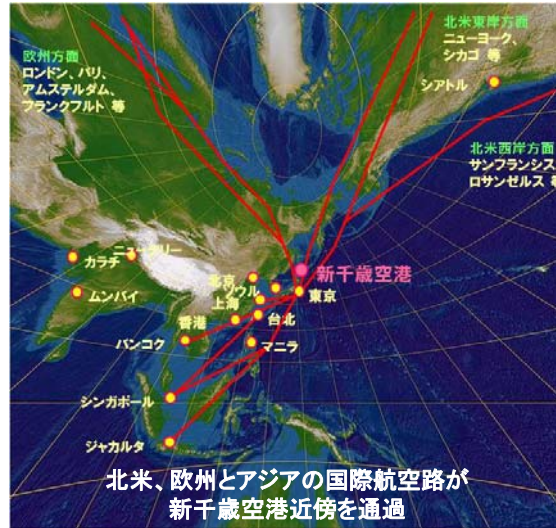 北米東岸方面
ニューヨーク、
シカゴ 等
欧州方面
ロンドン、パリ、
アムステルダム、
フランクフルト 等
シアトル
北米西岸方面
サンフランシス
ロサンゼルス 等
ニューデリー
カラチ
ムンバイ
北京
ソウル
上海
新千歳空港
東京
香港
台北
バンコク
マニラ
シンガポール
ジャカルタ
北米、欧州とアジアの国際航空路が
新千歳空港近傍を通過